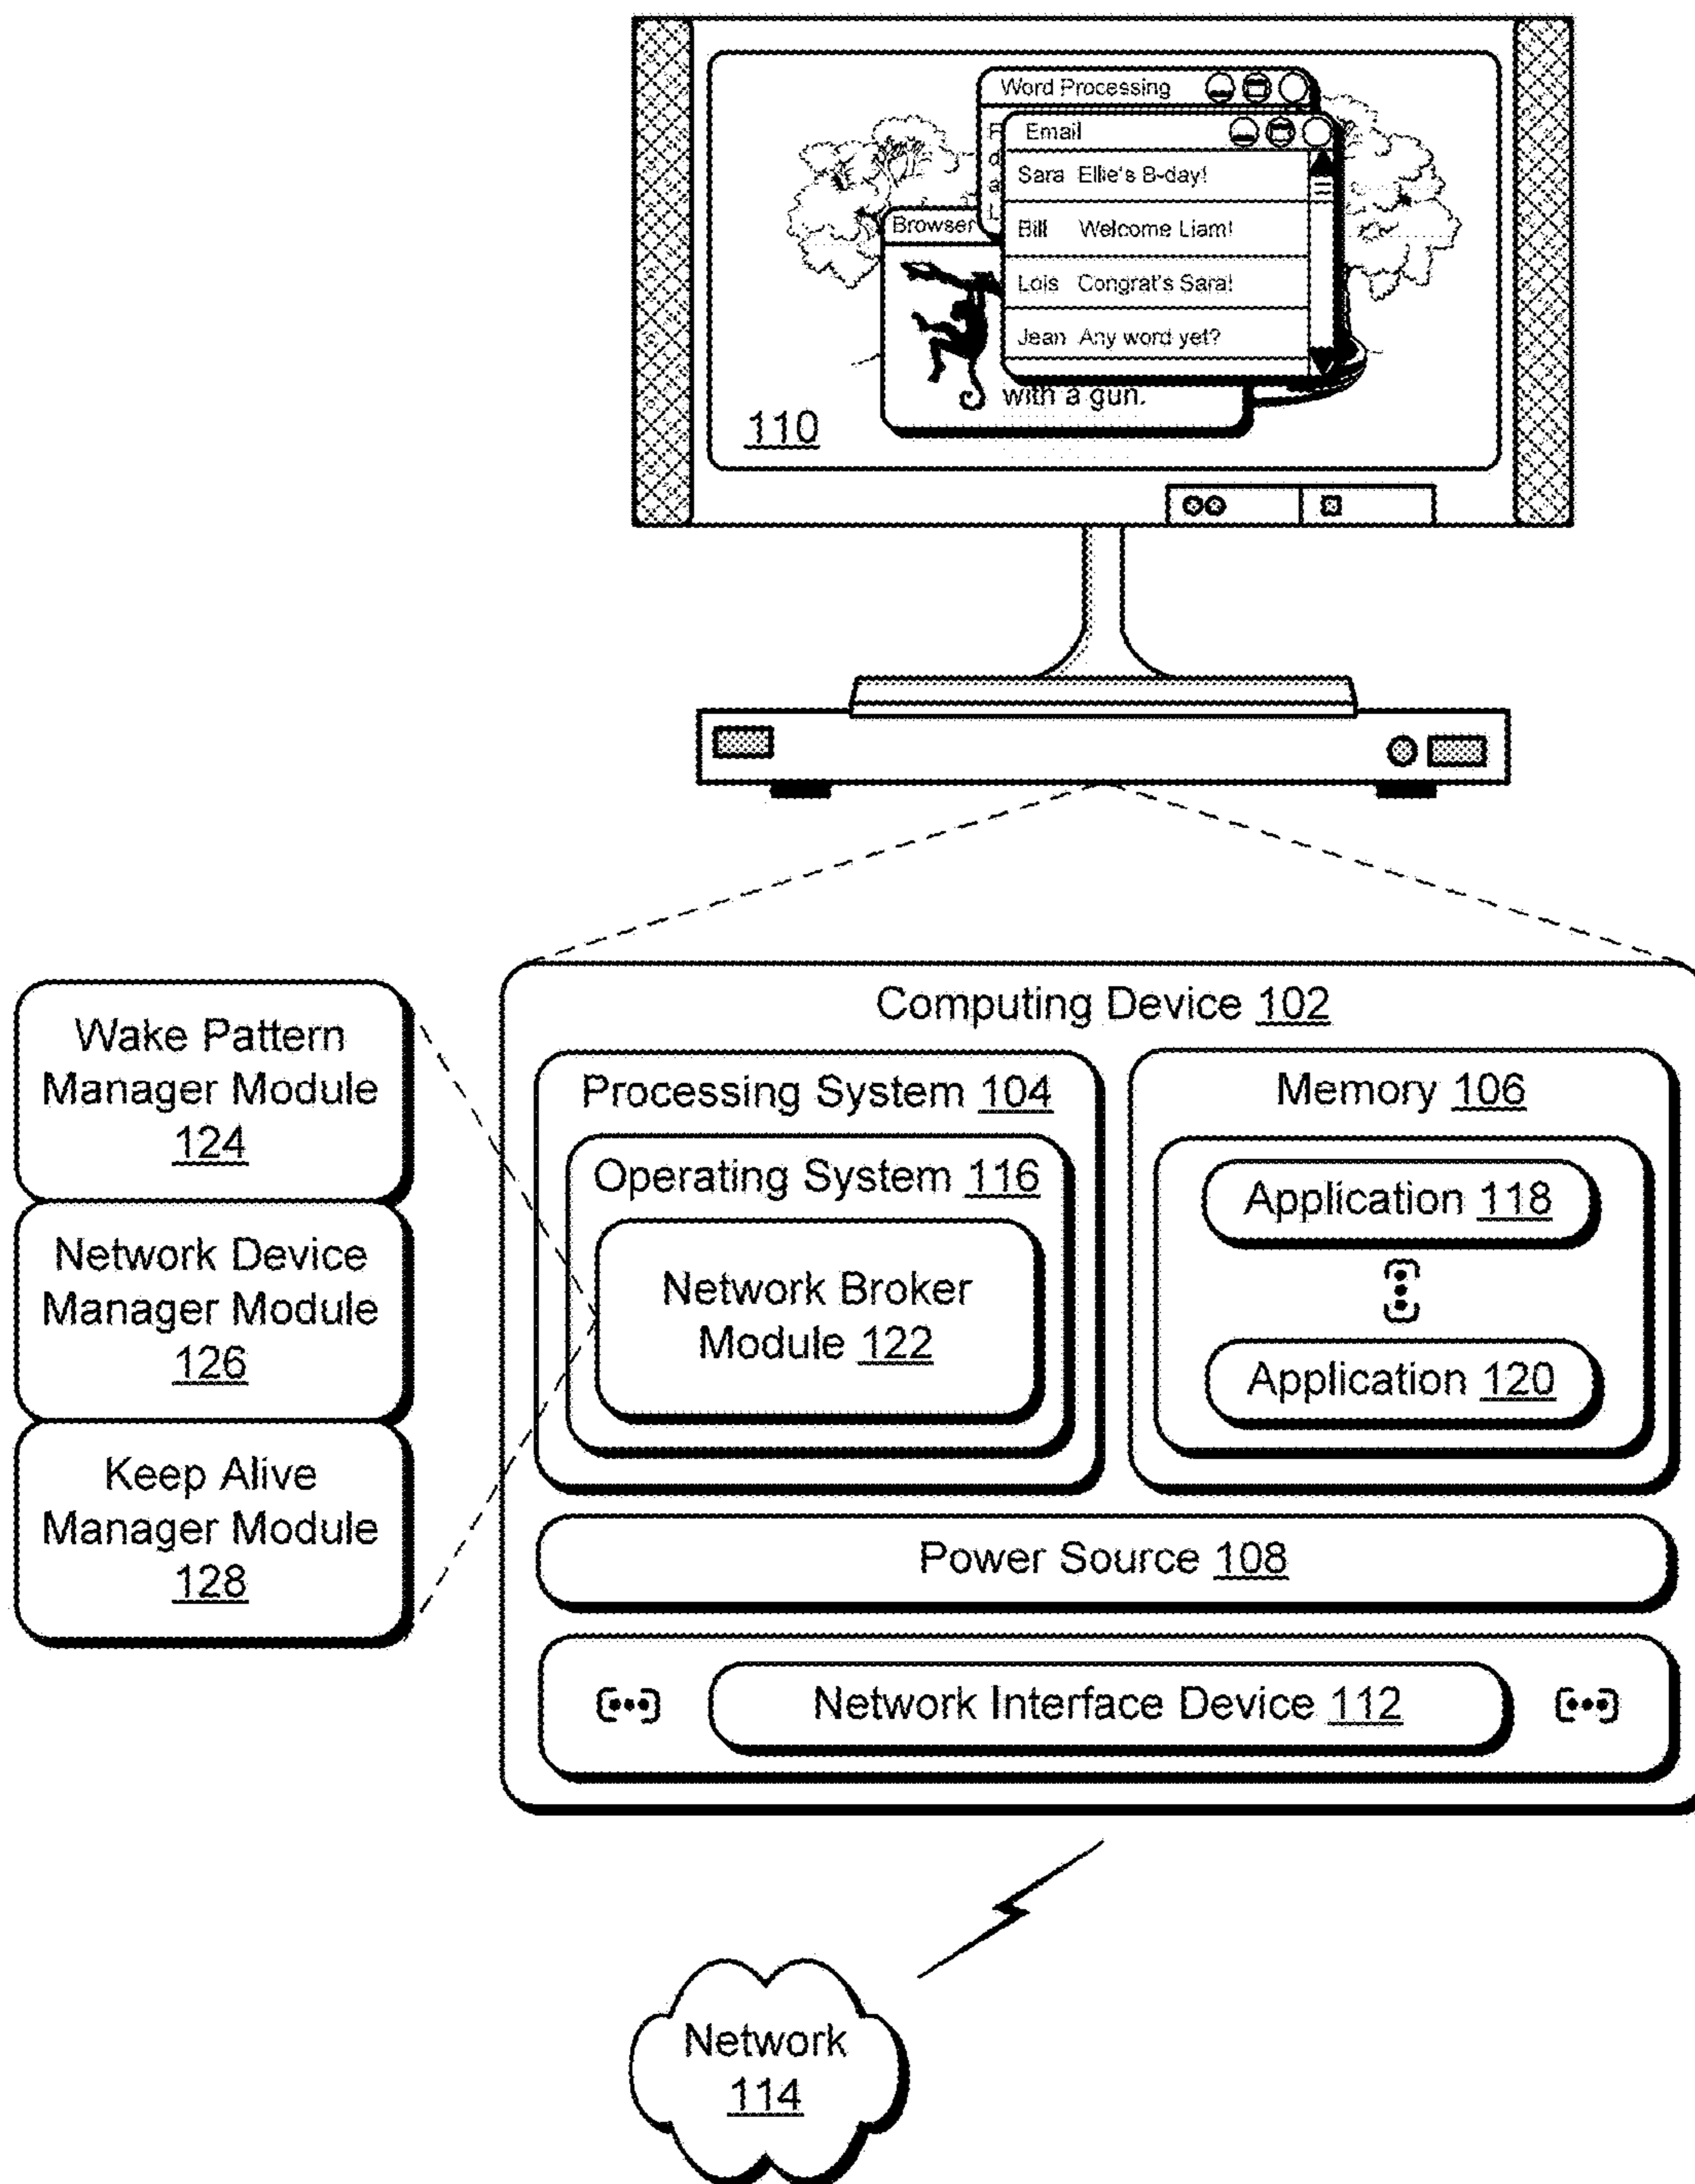 Word Processing
F
d
a
L
Email
Sara Ellie's B-day!
Bill Welcome Liam!
Lois Congrat's Sara!
Jean Any word yet?
Browser
with a gun.
110
Computing Device 102
Processing System 104
Operating System 116
Network Broker
Module 122
Memory 106
Application 118
Application 120
Wake Pattern
Manager Module
124
Network Device
Manager Module
126
Keep Alive
Manager Module
128
Power Source 108
Network Interface Device 112
Network
114